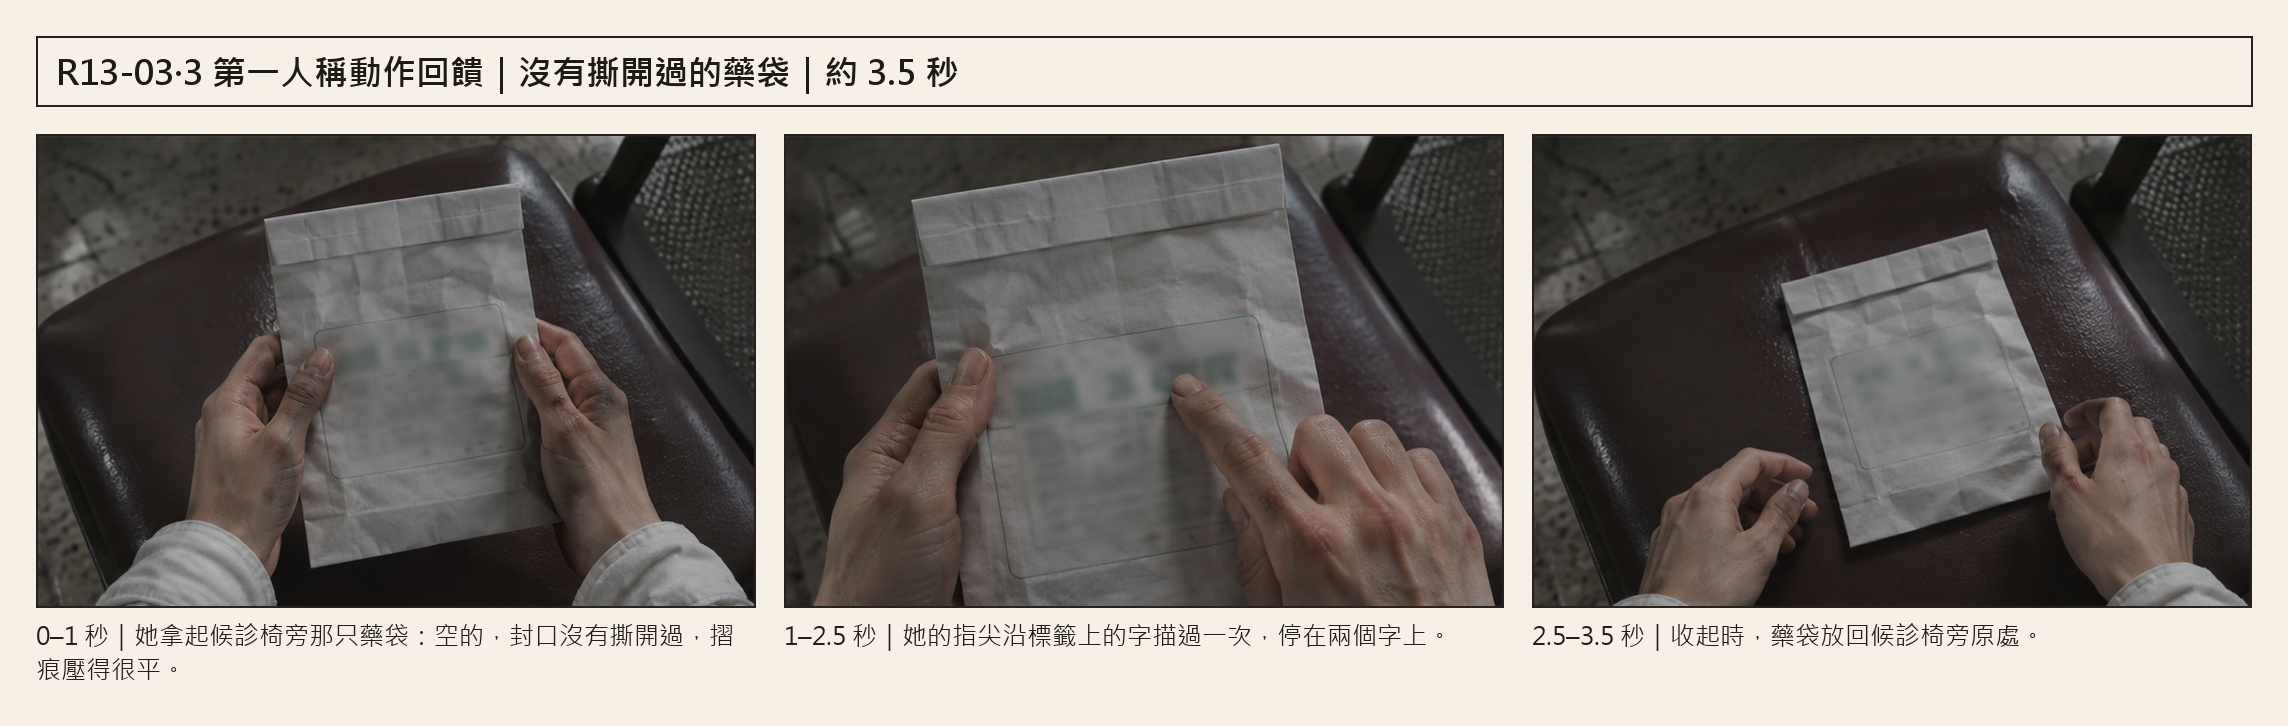 R13-03·3 第一人稱動作回饋｜沒有撕開過的藥袋｜約 3.5 秒
0–1 秒｜她拿起候診椅旁那只藥袋：空的，封口沒有撕開過，摺
痕壓得很平。
1–2.5 秒｜她的指尖沿標籤上的字描過一次，停在兩個字上。
2.5–3.5 秒｜收起時，藥袋放回候診椅旁原處。